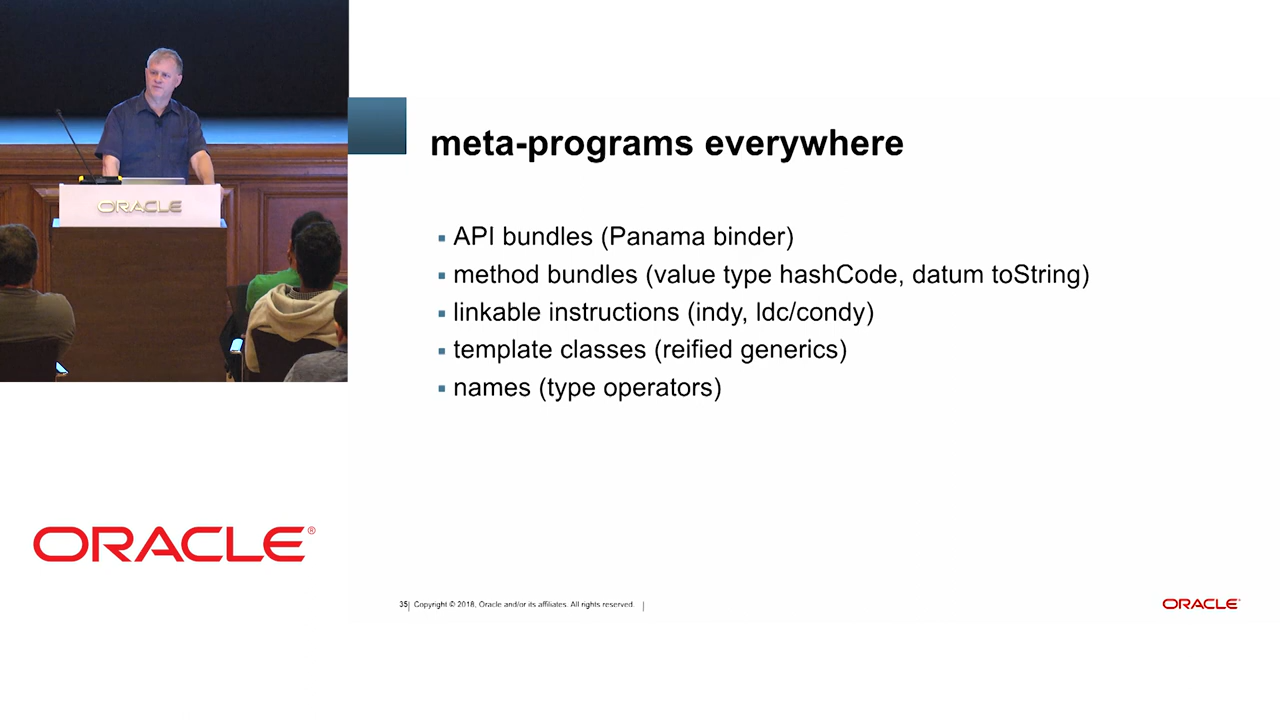 ORACLE
meta-programs everywhere
▪ API bundles (Panama binder)
▪ method bundles (value type hashCode, datum toString)
▪ linkable instructions (indy, ldc/condy)
▪ template classes (reified generics)
▪ names (type operators)
ORACLE®
35| Copyright © 2018, Oracle and/or its affiliates. All rights reserved. |
ORACLE®